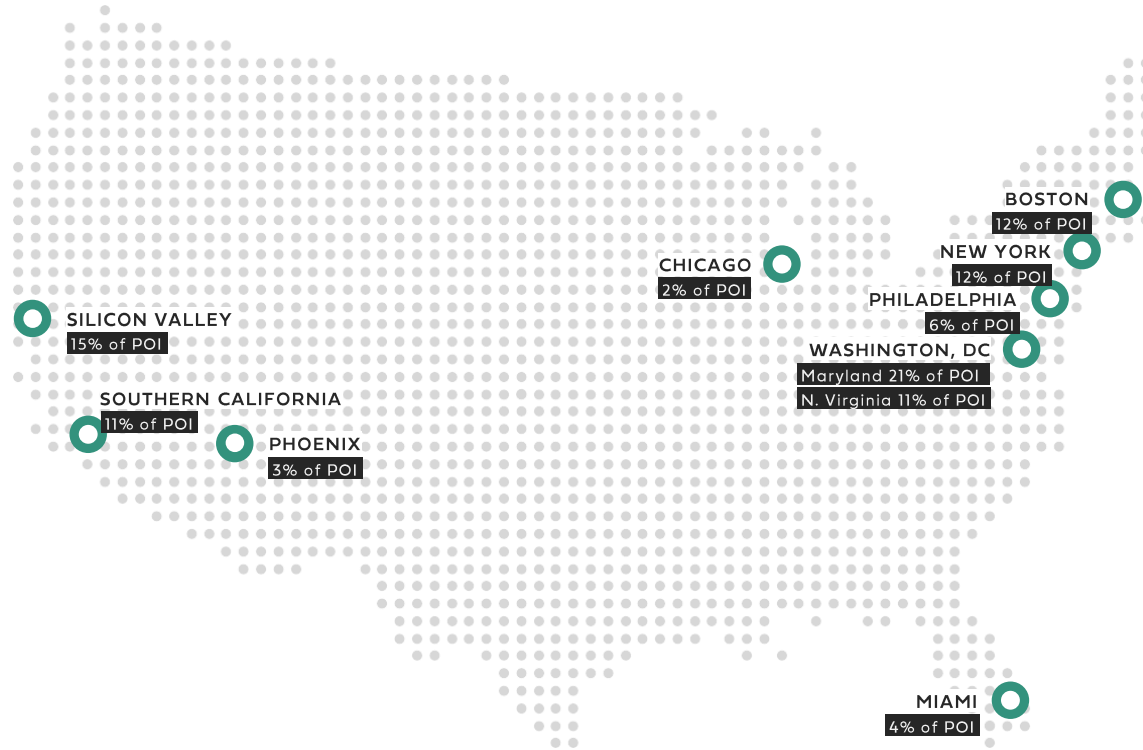 BOSTON
12% of POI
NEW YORK
12% of POI
CHICAGO
2% of POI
PHILADELPHIA
6% of POI
SILICON VALLEY
15% of POI
WASHINGTON, DC
Maryland 21% of POI
N. Virginia 11% of POI
SOUTHERN CALIFORNIA
11% of POI
PHOENIX
3% of POI
MIAMI
4% of POI